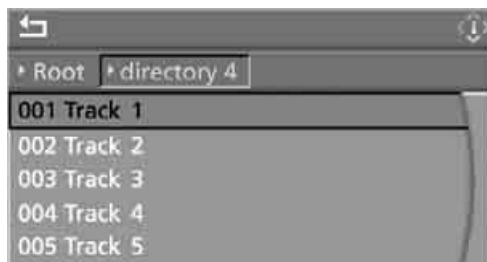 Root directory 4
001 Track 1
002 Track 2
003 Track 3
004 Track 4
005 Track 5